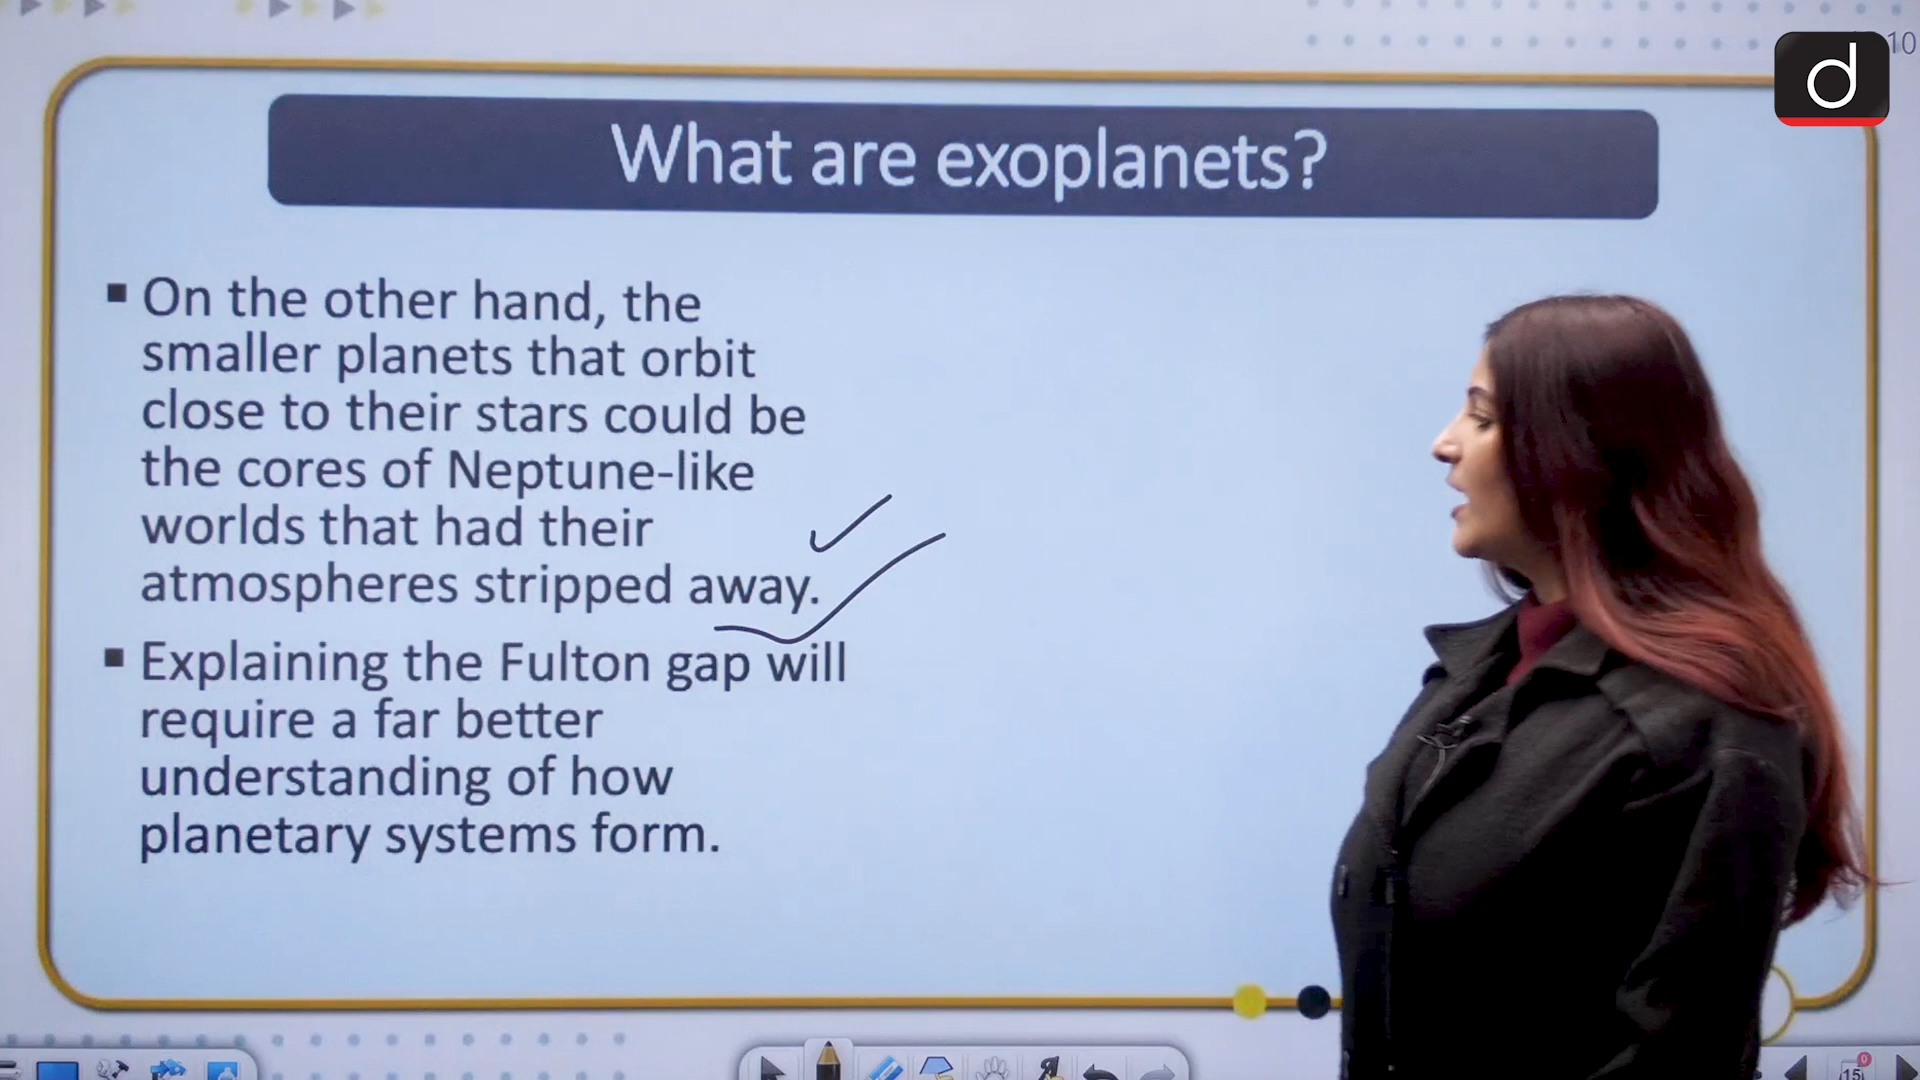 10
d
What are exoplanets?
▪ On the other hand, the
smaller planets that orbit
close to their stars could be
the cores of Neptune-like
worlds that had their
atmospheres stripped away.
▪ Explaining the Fulton gap will
require a far better
understanding of how
planetary systems form.
0
15